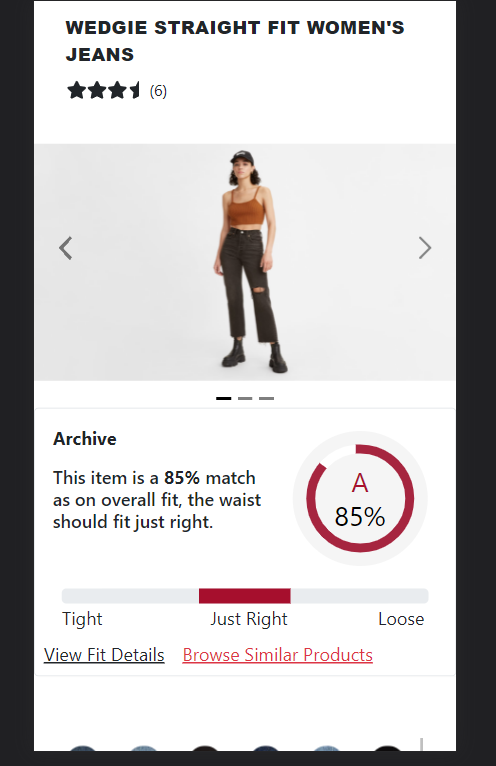 WEDGIE STRAIGHT FIT WOMEN'S
JEANS
(6)
Archive
This item is a 85% match
as on overall fit, the waist
should fit just right.
A
85%
Tight Just Right Loose
View Fit Details Browse Similar Products